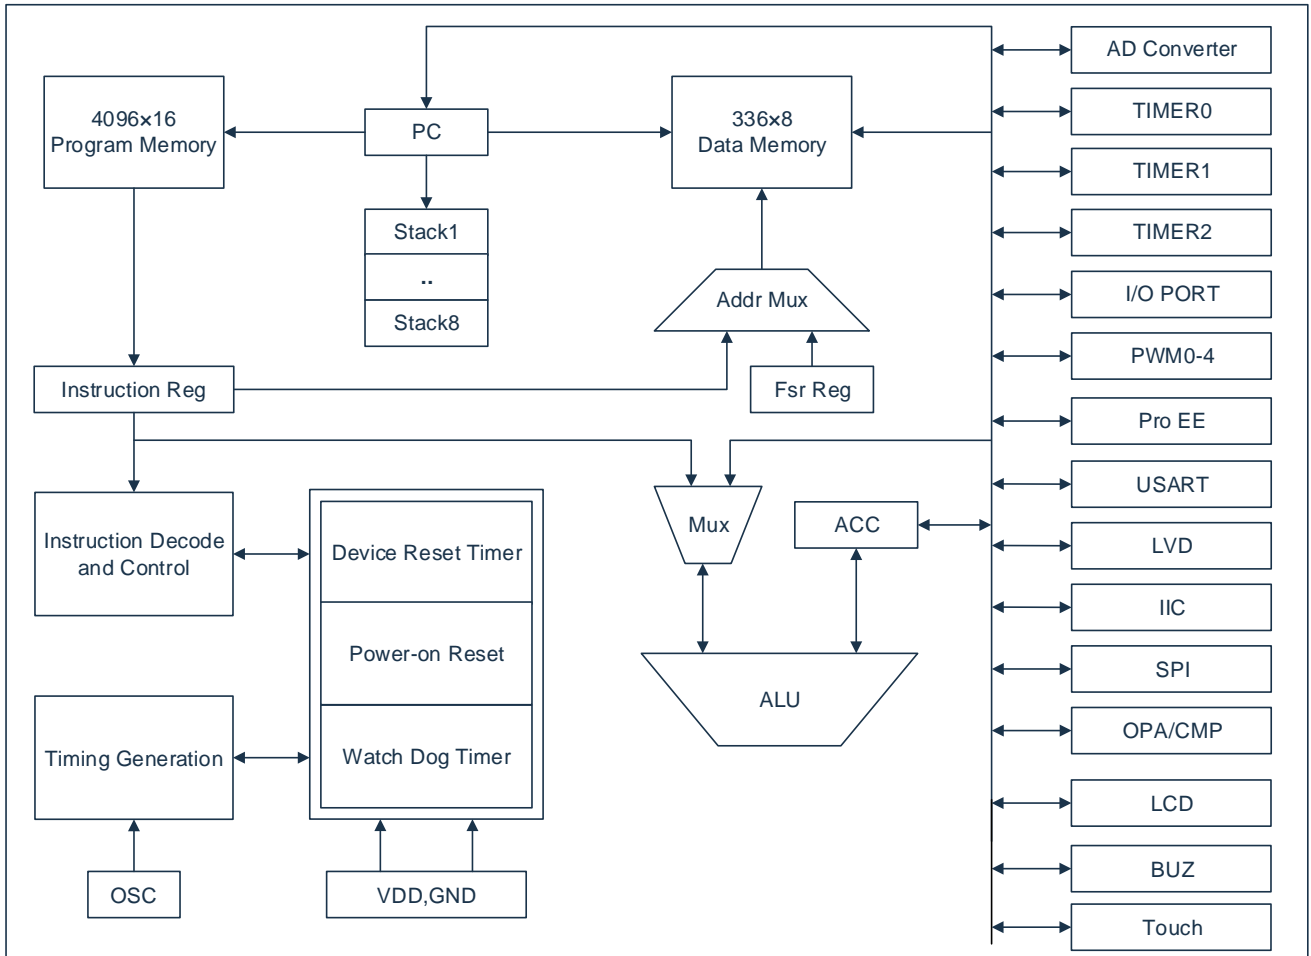 4096×16
Program Memory
PC
336×8
Data Memory
Stack1
..
Stack8
Addr Mux
Instruction Reg
Fsr Reg
Mux
ACC
Instruction Decode
and Control
Device Reset Timer
Power-on Reset
Watch Dog Timer
ALU
Timing Generation
OSC
VDD,GND
AD Converter
TIMER0
TIMER1
TIMER2
I/O PORT
PWM0-4
Pro EE
USART
LVD
IIC
SPI
OPA/CMP
LCD
BUZ
Touch